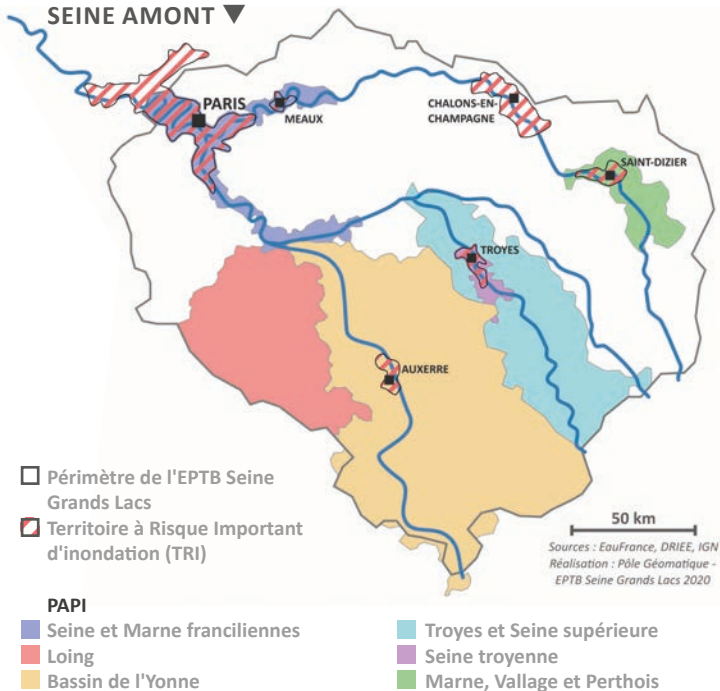 SEINE AMONT ▼
PARIS
MEAUX
CHALONS-EN-
CHAMPAGNE
SAINT-DIZIER
TROYES
AUXERRE
Périmètre de l'EPTB Seine
Grands Lacs
Territoire à Risque Important
d'inondation (TRI)
50 km
Sources : EauFrance, DRIEE, IGN
Réalisation : Pôle Géomatique -
EPTB Seine Grands Lacs 2020
PAPI
Seine et Marne franciliennes
Loing
Bassin de l'Yonne
Troyes et Seine supérieure
Seine troyenne
Marne, Vallage et Perthois